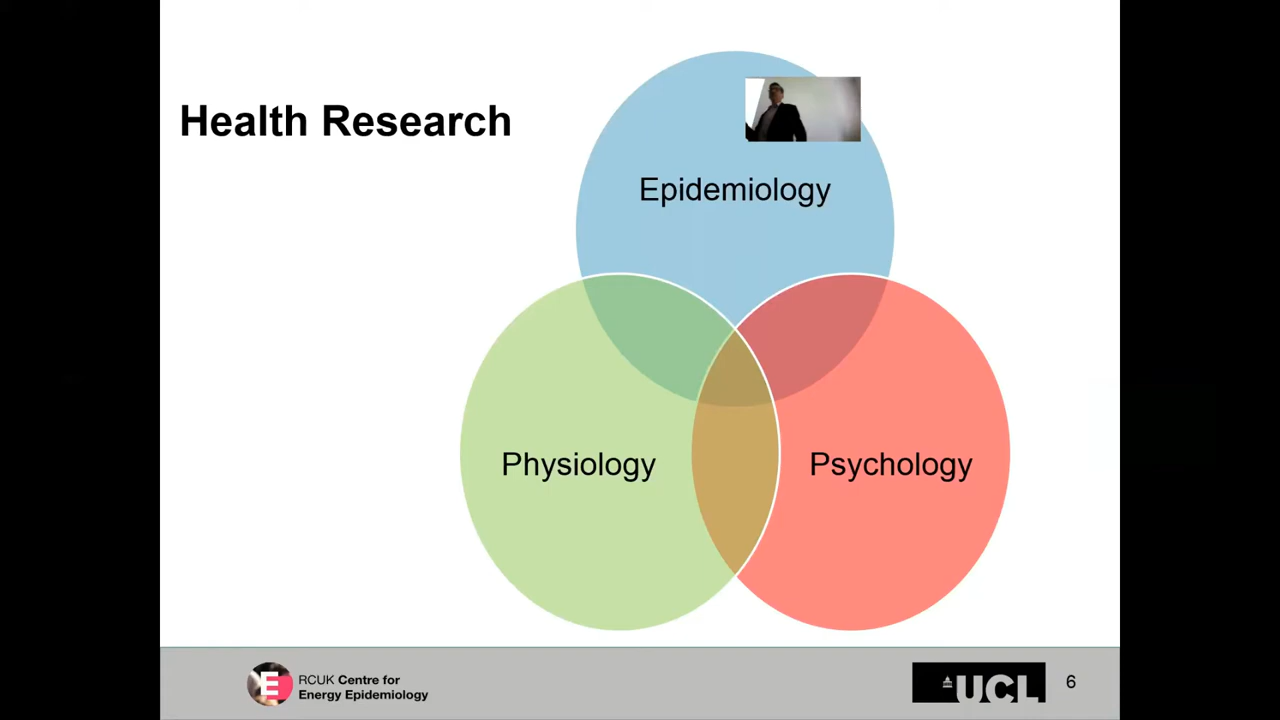 Health Research
Epidemiology
Physiology
Psychology
E
RCUK Centre for
Energy Epidemiology
UCL
6